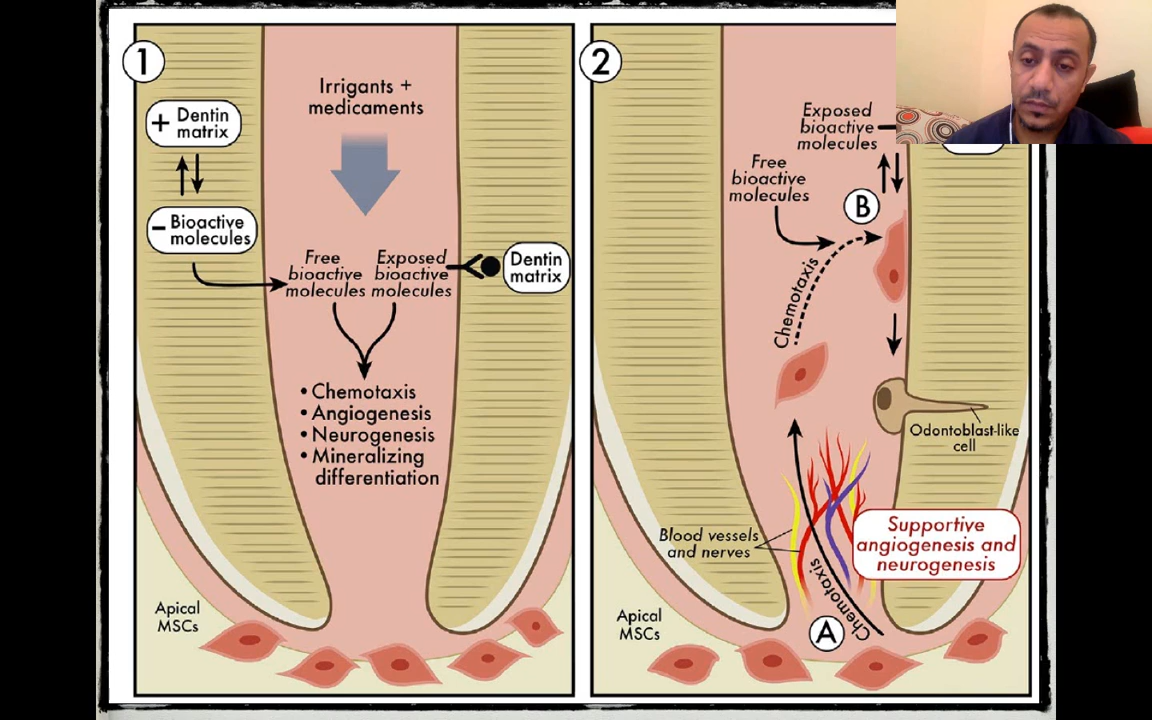 1
+ Dentin
matrix
– Bioactive
molecules
Irrigants +
medicaments
Free
bioactive
molecules
Exposed
bioactive
molecules
Dentin
matrix
• Chemotaxis
• Angiogenesis
• Neurogenesis
• Mineralizing
differentiation
Apical
MSCs
2
Exposed
bioactive
molecules
Free
bioactive
molecules
B
Chemotaxis
Odontoblast-like
cell
Blood vessels
and nerves
Supportive
angiogenesis and
neurogenesis
Chemotaxis
A
Apical
MSCs